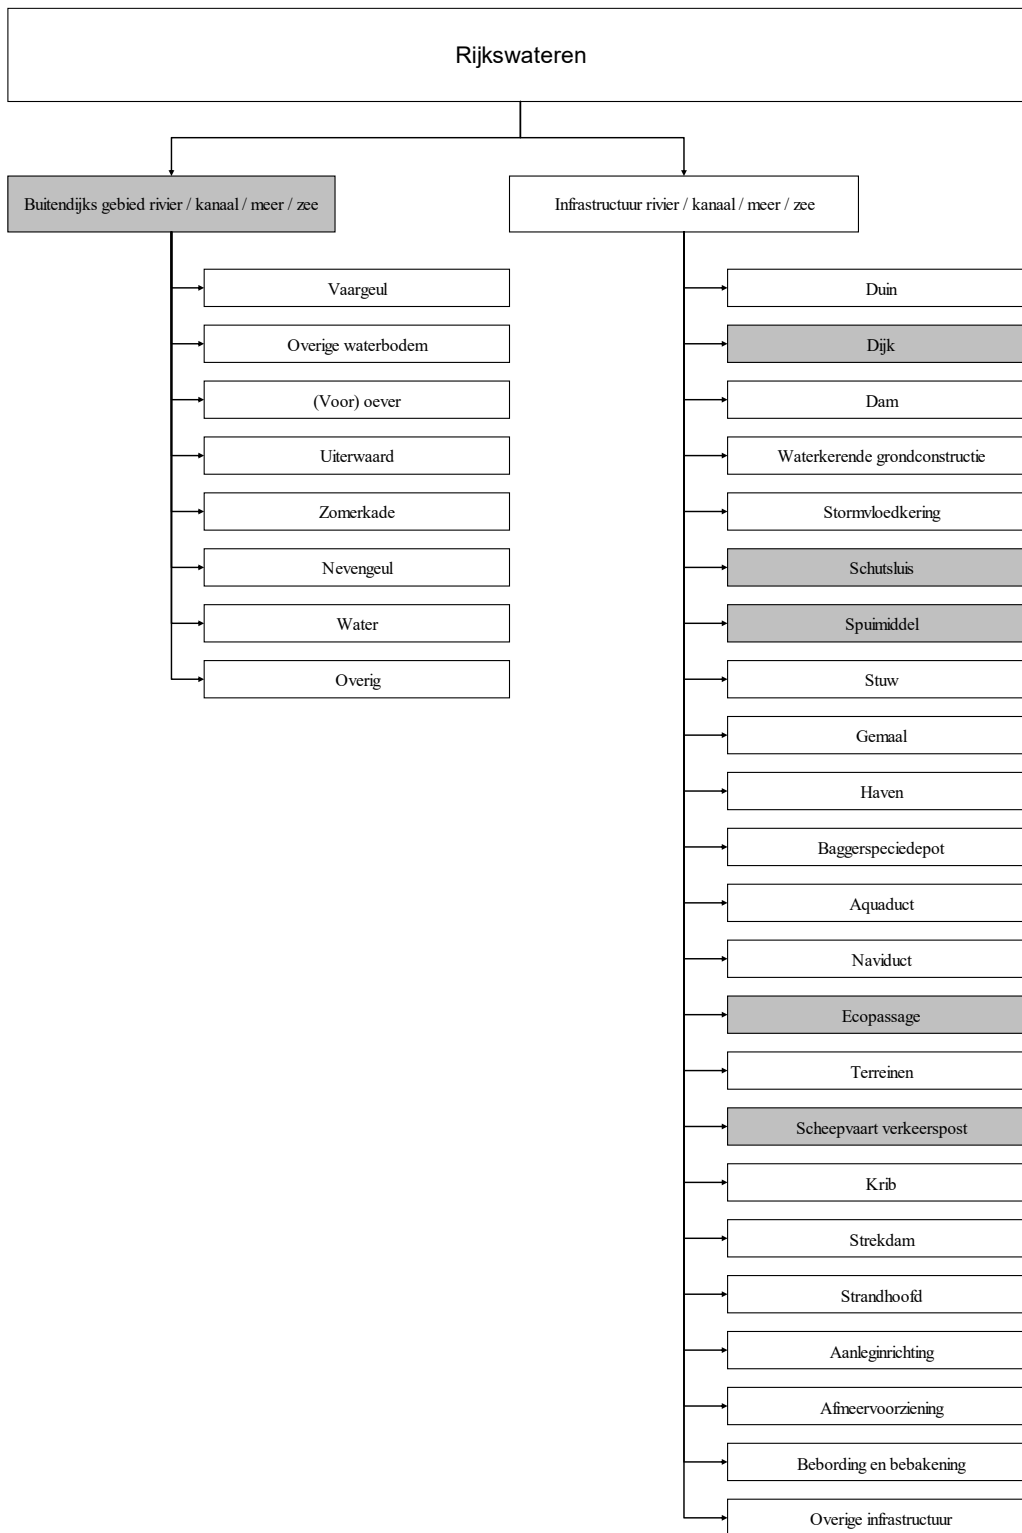 Rijkswateren
Buitendijks gebied rivier / kanaal / meer / zee
Infrastructuur rivier / kanaal / meer / zee
Vaargeul
Overige waterbodem
(Voor) oever
Uiterwaard
Zomerkade
Nevengeul
Water
Overig
Duin
Dijk
Dam
Waterkerende grondconstructie
Stormvloedkering
Schutsluis
Spuimiddel
Stuw
Gemaal
Haven
Baggerspeciedepot
Aquaduct
Naviduct
Ecopassage
Terreinen
Scheepvaart verkeerspost
Krib
Strekdam
Strandhoofd
Aanleginrichting
Afmeervoorziening
Bebording en bebakening
Overige infrastructuur